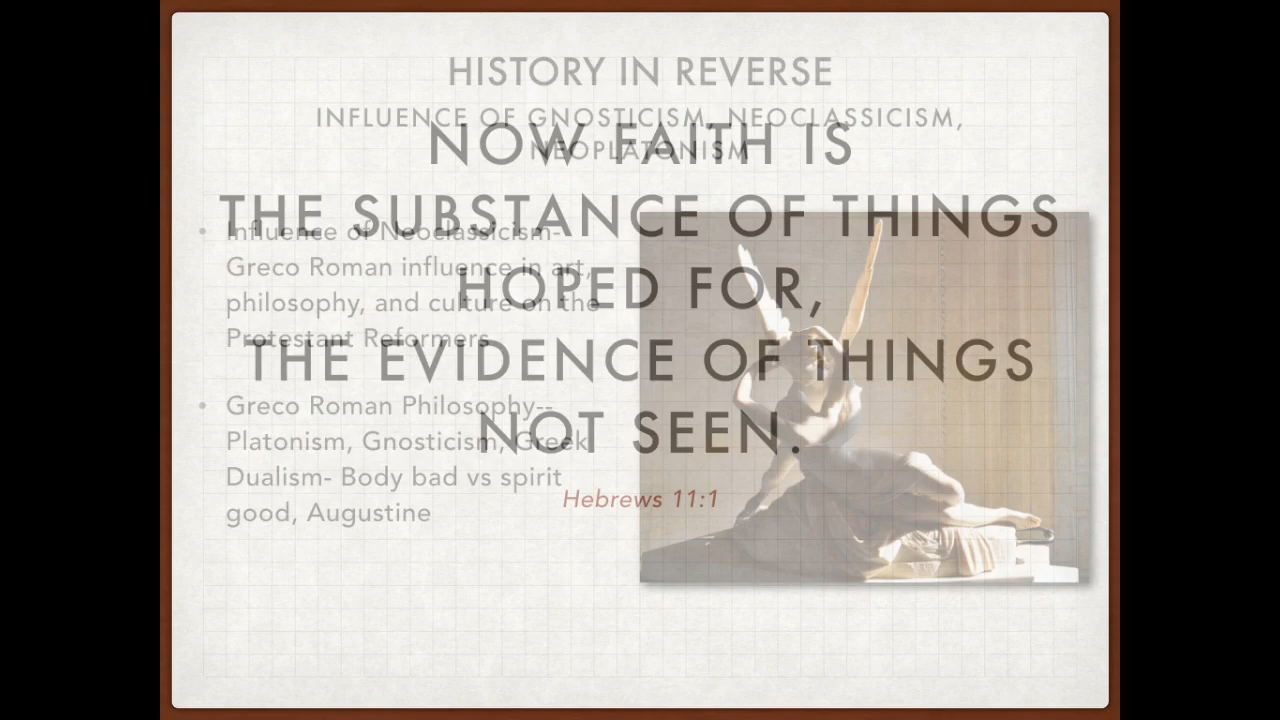 HISTORY IN REVERSE
INFLUENCE OF GNOSTICISM, NEOCLASSICISM,
NEOPLATONISM
• Influence of Neoclassicism-
Greco Roman influence in art,
philosophy, and culture on the
Protestant Reformers
• Greco Roman Philosophy--
Platonism, Gnosticism, Greek
Dualism- Body bad vs spirit
good, Augustine
NOW FAITH IS
THE SUBSTANCE OF THINGS
HOPED FOR,
THE EVIDENCE OF THINGS
NOT SEEN.
Hebrews 11:1